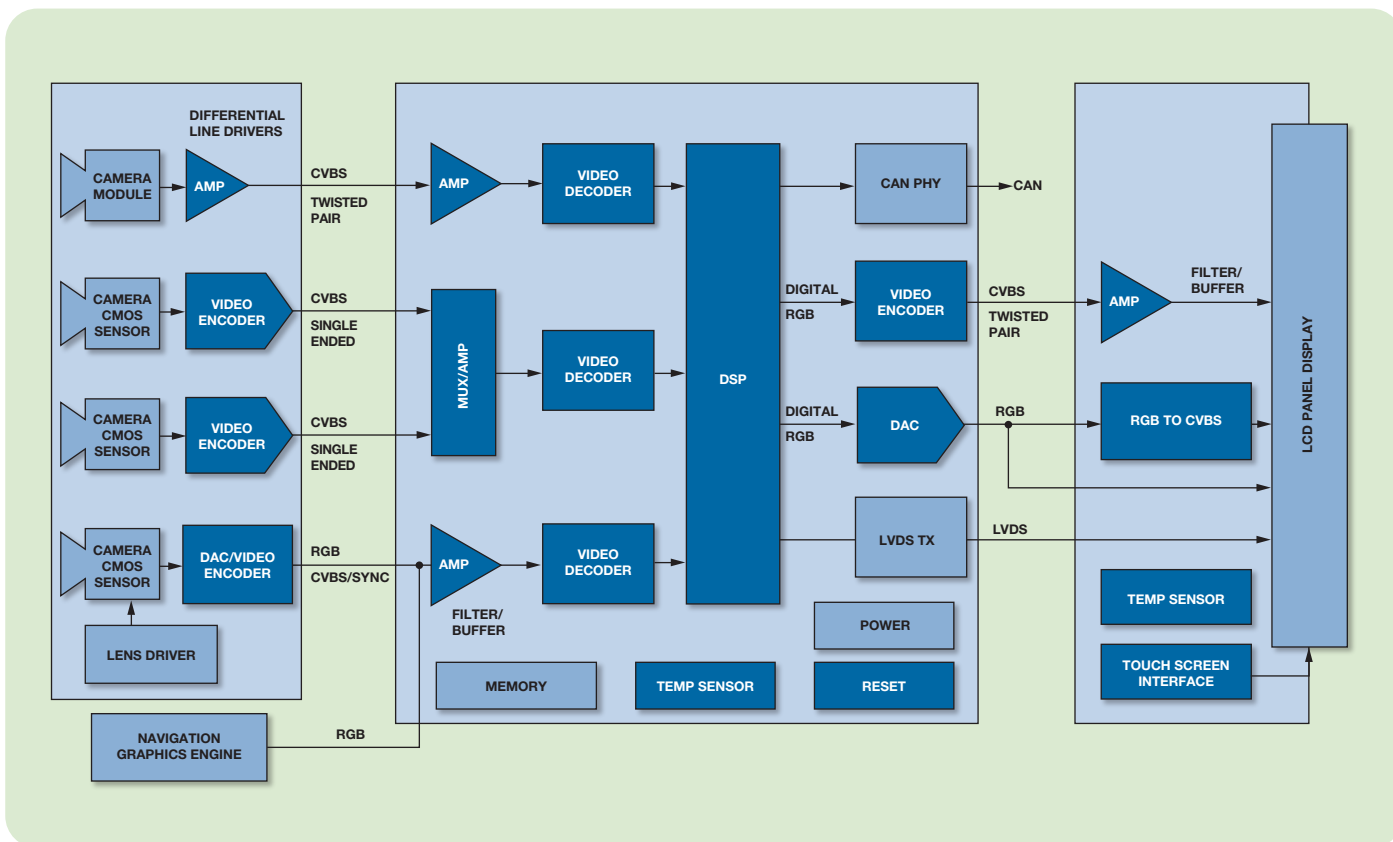 DIFFERENTIAL
LINE DRIVERS
CAMERA
MODULE
AMP
CVBS
TWISTED
PAIR
CAMERA
CMOS
SENSOR
VIDEO
ENCODER
CVBS
SINGLE
ENDED
CAMERA
CMOS
SENSOR
VIDEO
ENCODER
CVBS
SINGLE
ENDED
CAMERA
CMOS
SENSOR
DAC/VIDEO
ENCODER
RGB
CVBS/SYNC
LENS DRIVER
NAVIGATION
GRAPHICS ENGINE
RGB
AMP
VIDEO
DECODER
MUX/AMP
VIDEO
DECODER
AMP
FILTER/
BUFFER
VIDEO
DECODER
DSP
CAN PHY
CAN
DIGITAL
RGB
VIDEO
ENCODER
CVBS
TWISTED
PAIR
DIGITAL
RGB
DAC
RGB
LVDS TX
LVDS
POWER
MEMORY
TEMP SENSOR
RESET
AMP
FILTER/
BUFFER
RGB TO CVBS
TEMP SENSOR
TOUCH SCREEN
INTERFACE
LCD PANEL DISPLAY